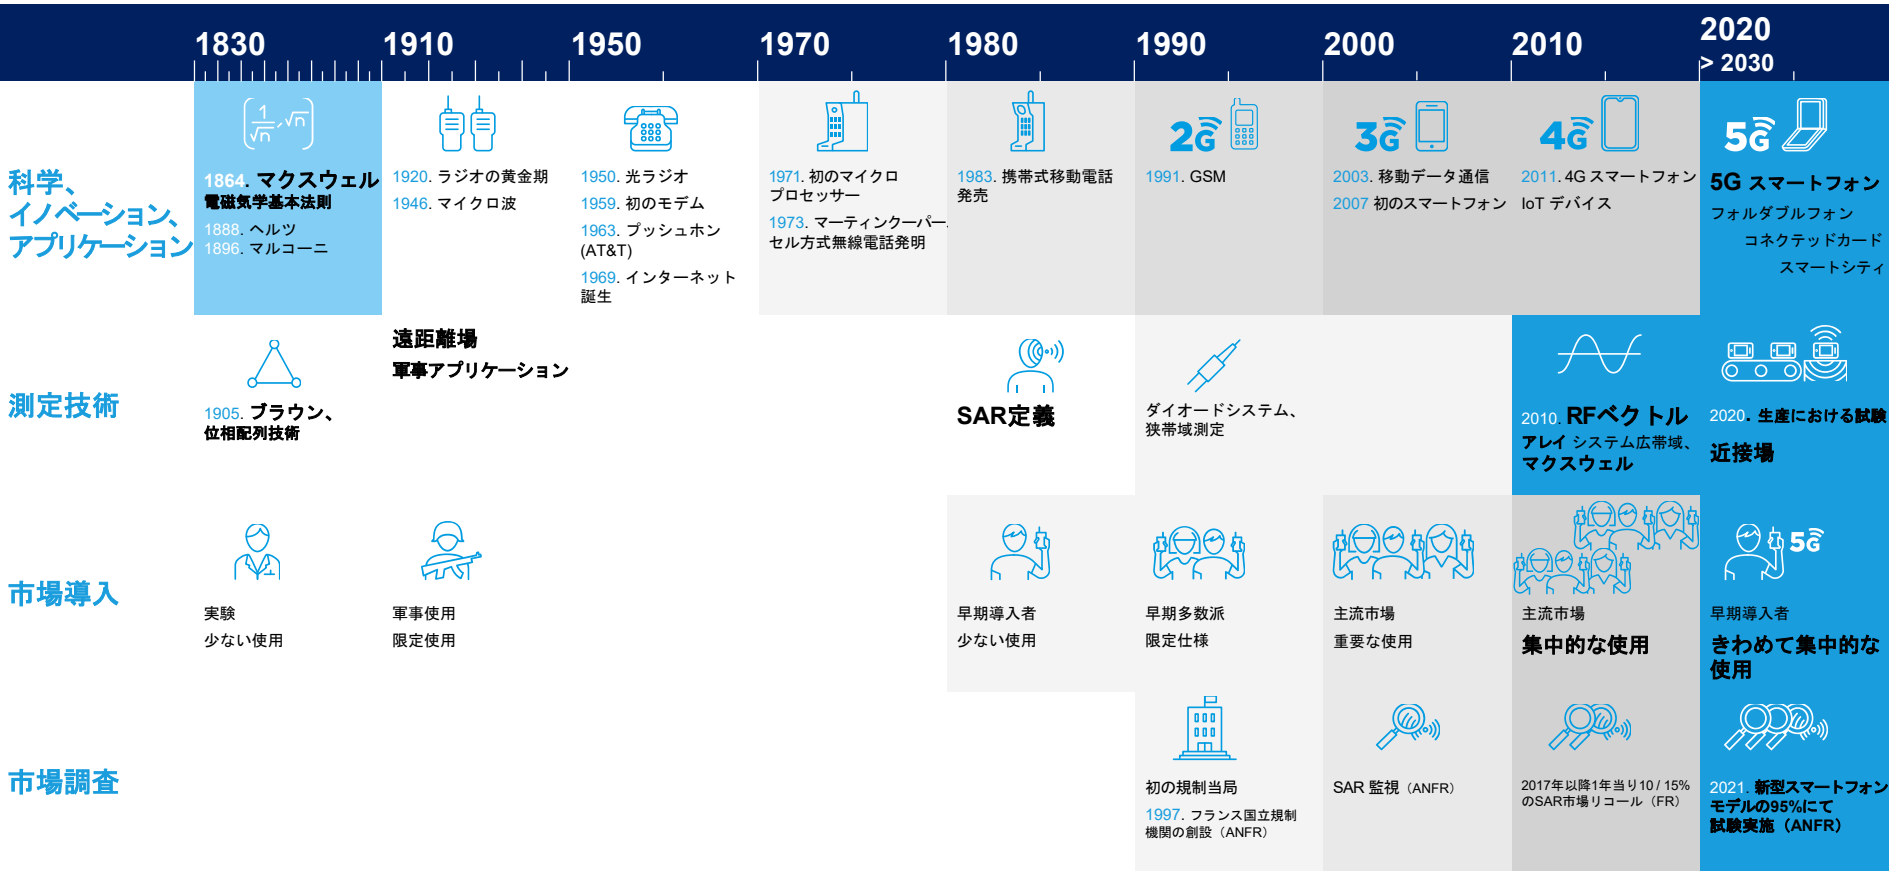 1830
1910
1950
1970
1980
1990
2000
2010
2020
> 2030
科学、
イノベーション、
アプリケーション
(1/√n, √n)
1864. マクスウェル
電磁気学基本法則
1888. ヘルツ
1896. マルコーニ
1920. ラジオの黄金期
1946. マイクロ波
1950. 光ラジオ
1959. 初のモデム
1963. プッシュホン
(AT&T)
1969. インターネット
誕生
1971. 初のマイクロ
プロセッサー
1973. マーティンクーパー、
セル方式無線電話発明
1983. 携帯式移動電話
発売
2G
1991. GSM
3G
2003. 移動データ通信
2007 初のスマートフォン
4G
2011. 4G スマートフォン
IoT デバイス
5G
5G スマートフォン
フォルダブルフォン
コネクテッドカード
スマートシティ
測定技術
1905. ブラウン、
位相配列技術
遠距離場
軍事アプリケーション
SAR定義
ダイオードシステム、
狭帯域測定
2010. RFベクトル
アレイ システム広帯域、
マクスウェル
2020. 生産における試験
近接場
市場導入
実験
少ない使用
軍事使用
限定使用
早期導入者
少ない使用
早期多数派
限定仕様
主流市場
重要な使用
主流市場
集中的な使用
5G
早期導入者
きわめて集中的な
使用
市場調査
初の規制当局
1997. フランス国立規制
機関の創設（ANFR）
SAR 監視（ANFR）
2017年以降1年当り10 / 15%
のSAR市場リコール（FR）
2021. 新型スマートフォン
モデルの95%にて
試験実施（ANFR）